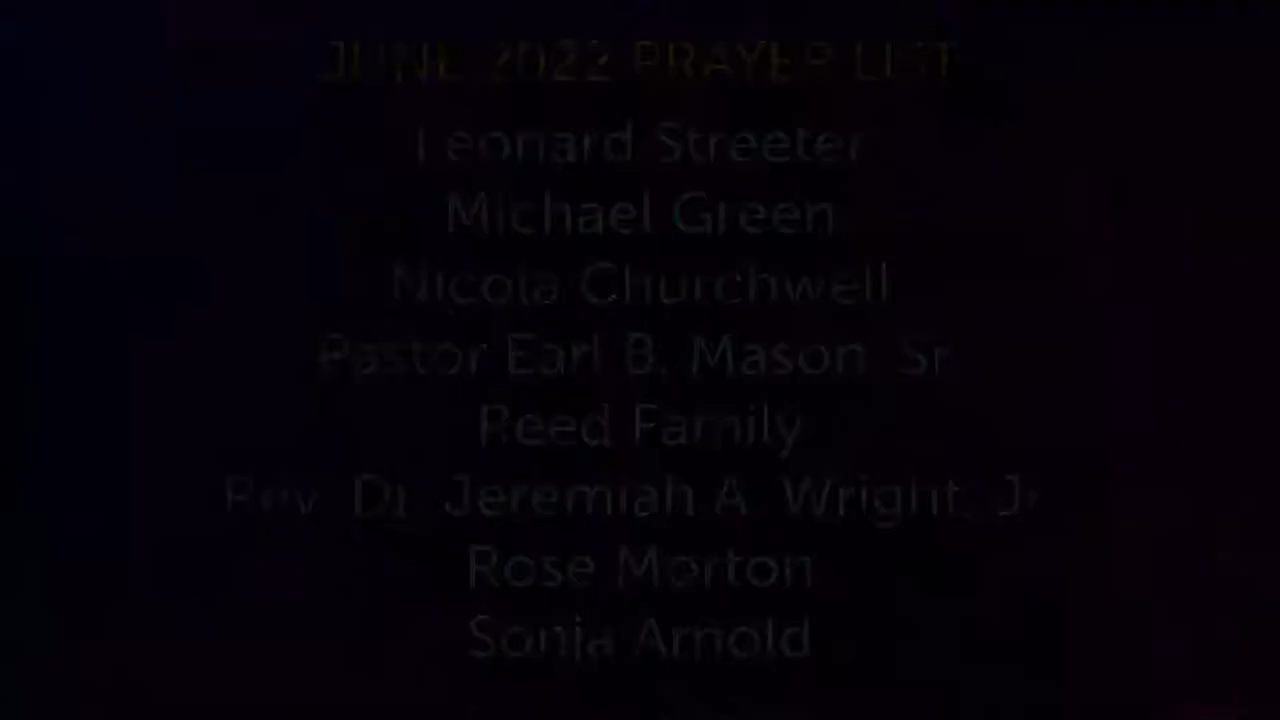 JUNE 2022 PRAYER LIST
Leonard Streeter
Michael Green
Nicola Churchwell
Pastor Earl B. Mason, Sr.
Reed Family
Rev. Dr. Jeremiah A. Wright, Jr.
Rose Morton
Sonja Arnold